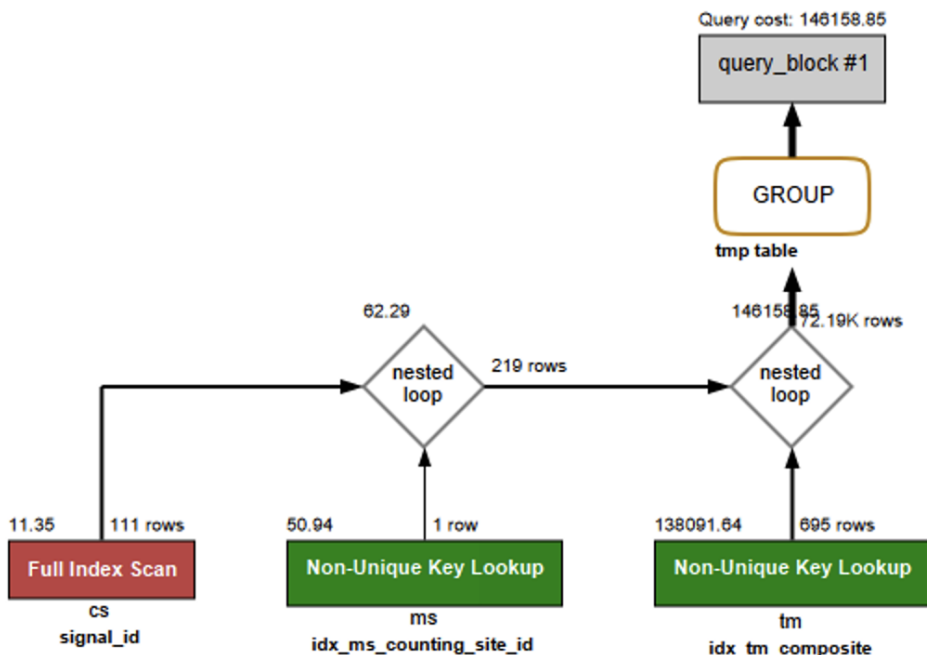 Query cost: 146158.85
query_block #1
GROUP
tmp table
62.29
146158.85
72.19K rows
nested
loop
219 rows
nested
loop
11.35
111 rows
50.94
1 row
138091.64
695 rows
Full Index Scan
Non-Unique Key Lookup
Non-Unique Key Lookup
cs
ms
tm
signal_id
idx_ms_counting_site_id
idx_tm_composite